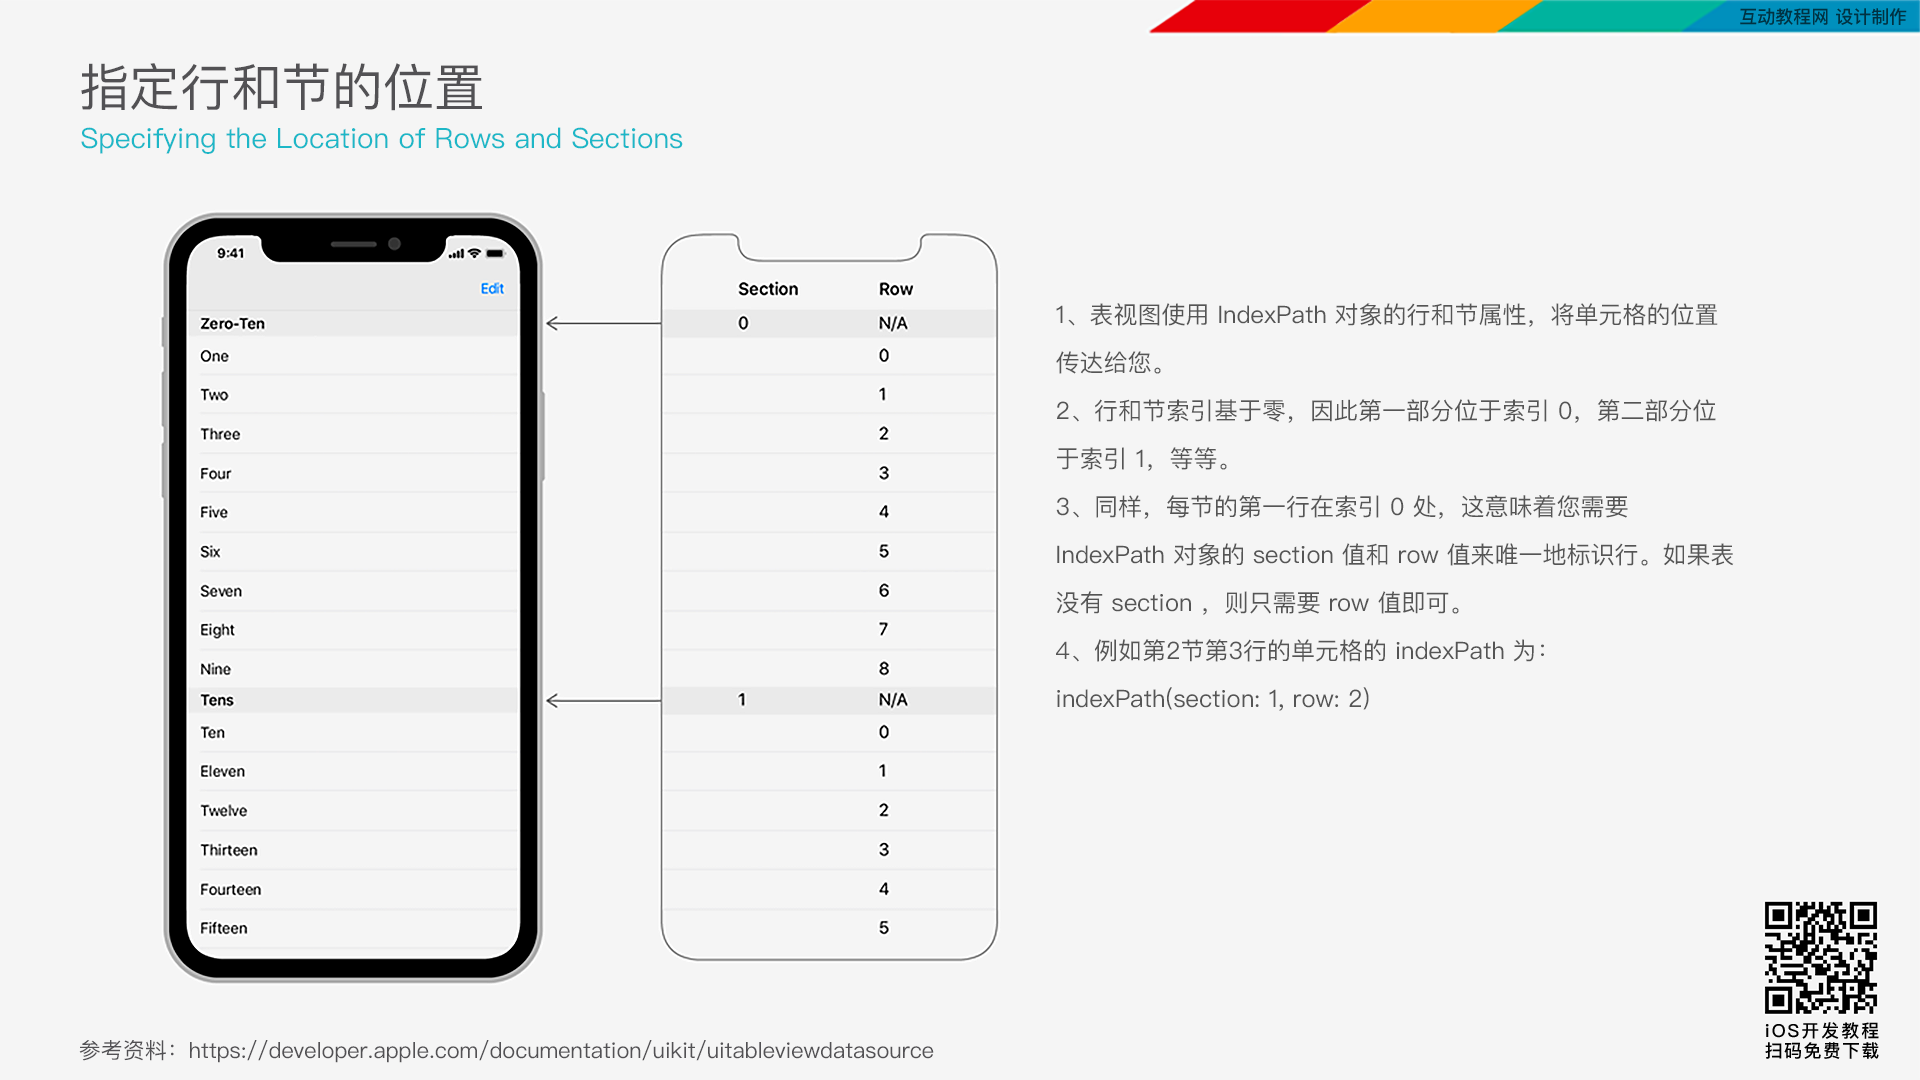 互动教程网 设计制作
指定行和节的位置
Specifying the Location of Rows and Sections
9:41
Edit
Zero-Ten
One
Two
Three
Four
Five
Six
Seven
Eight
Nine
Tens
Ten
Eleven
Twelve
Thirteen
Fourteen
Fifteen
Section Row
0 N/A
0
1
2
3
4
5
6
7
8
1 N/A
0
1
2
3
4
5
1、表视图使用 IndexPath 对象的行和节属性，将单元格的位置
传达给您。
2、行和节索引基于零，因此第一部分位于索引 0，第二部分位
于索引 1，等等。
3、同样，每节的第一行在索引 0 处，这意味着您需要
IndexPath 对象的 section 值和 row 值来唯一地标识行。如果表
没有 section ，则只需要 row 值即可。
4、例如第2节第3行的单元格的 indexPath 为：
indexPath(section: 1, row: 2)
iOS开发教程
扫码免费下载
参考资料：https://developer.apple.com/documentation/uikit/uitableviewdatasource